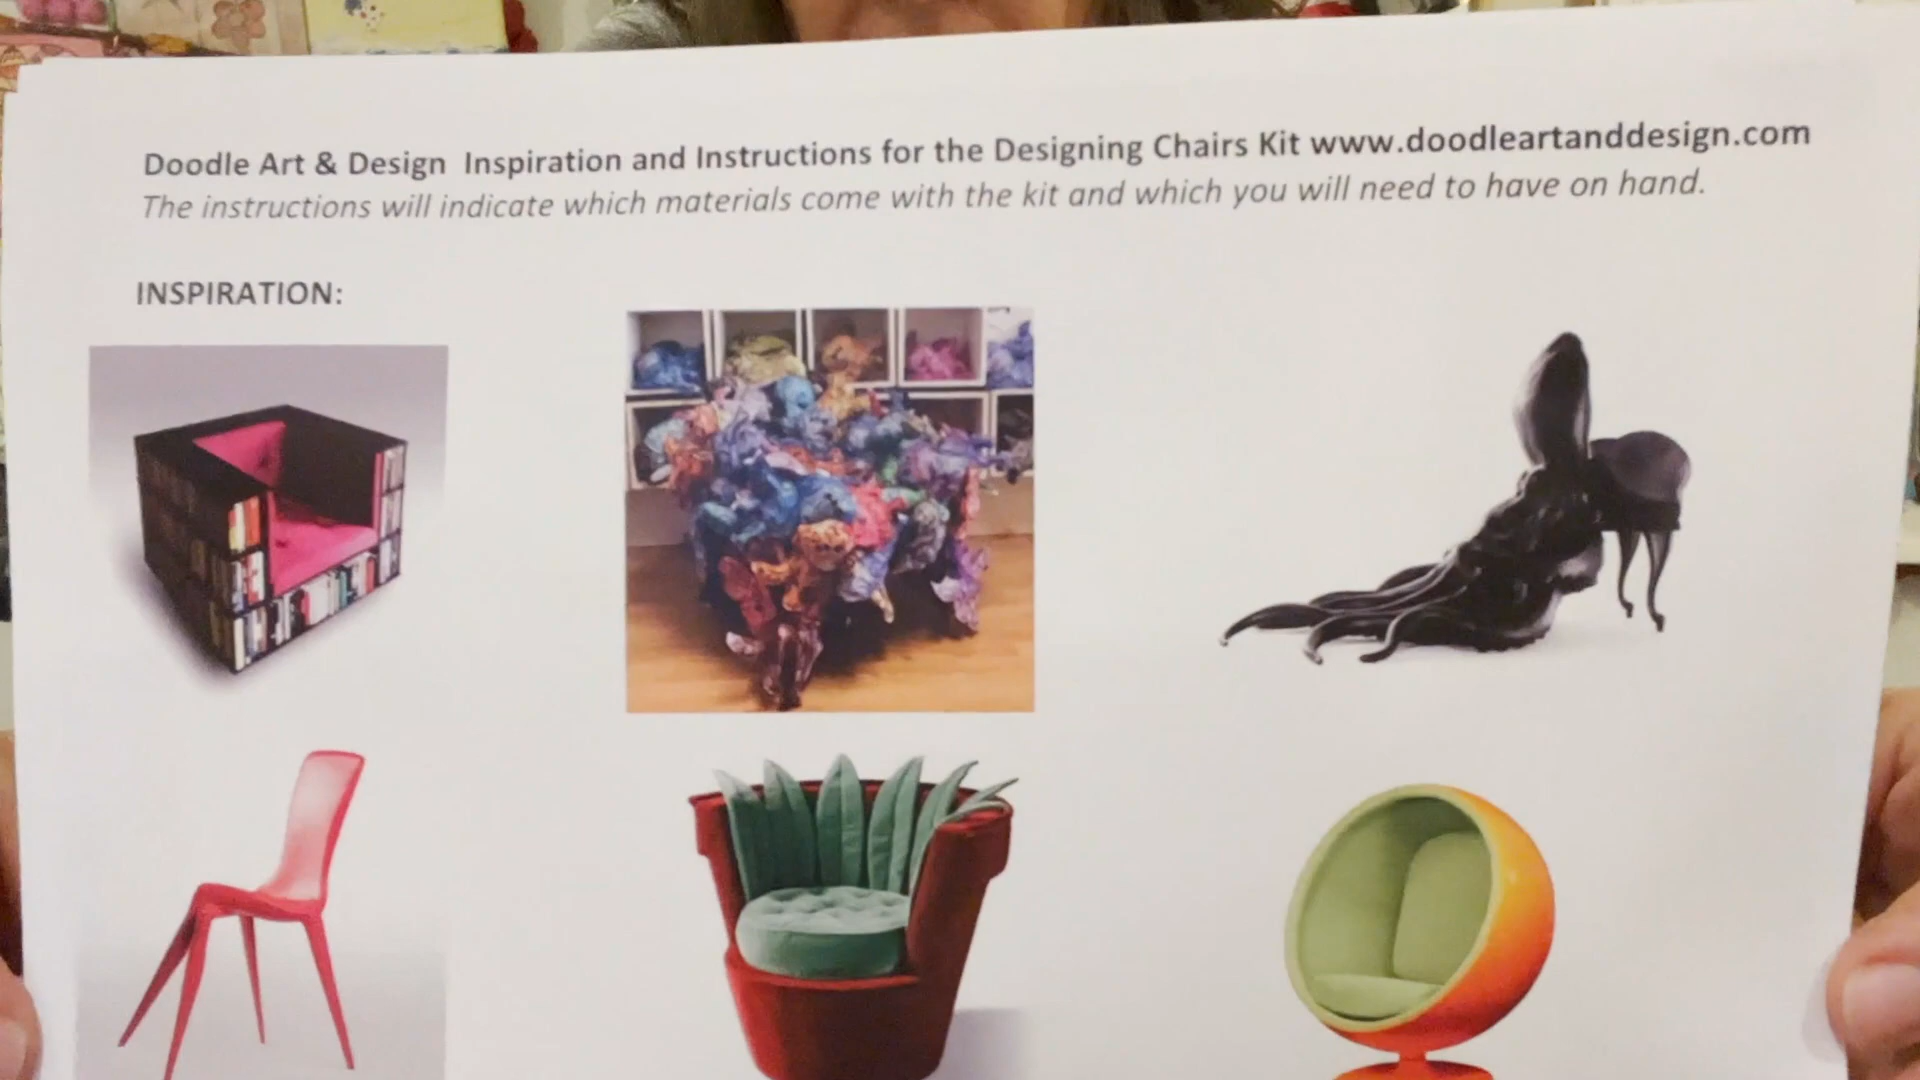 Doodle Art & Design Inspiration and Instructions for the Designing Chairs Kit www.doodleartanddesign.com
The instructions will indicate which materials come with the kit and which you will need to have on hand.
INSPIRATION: